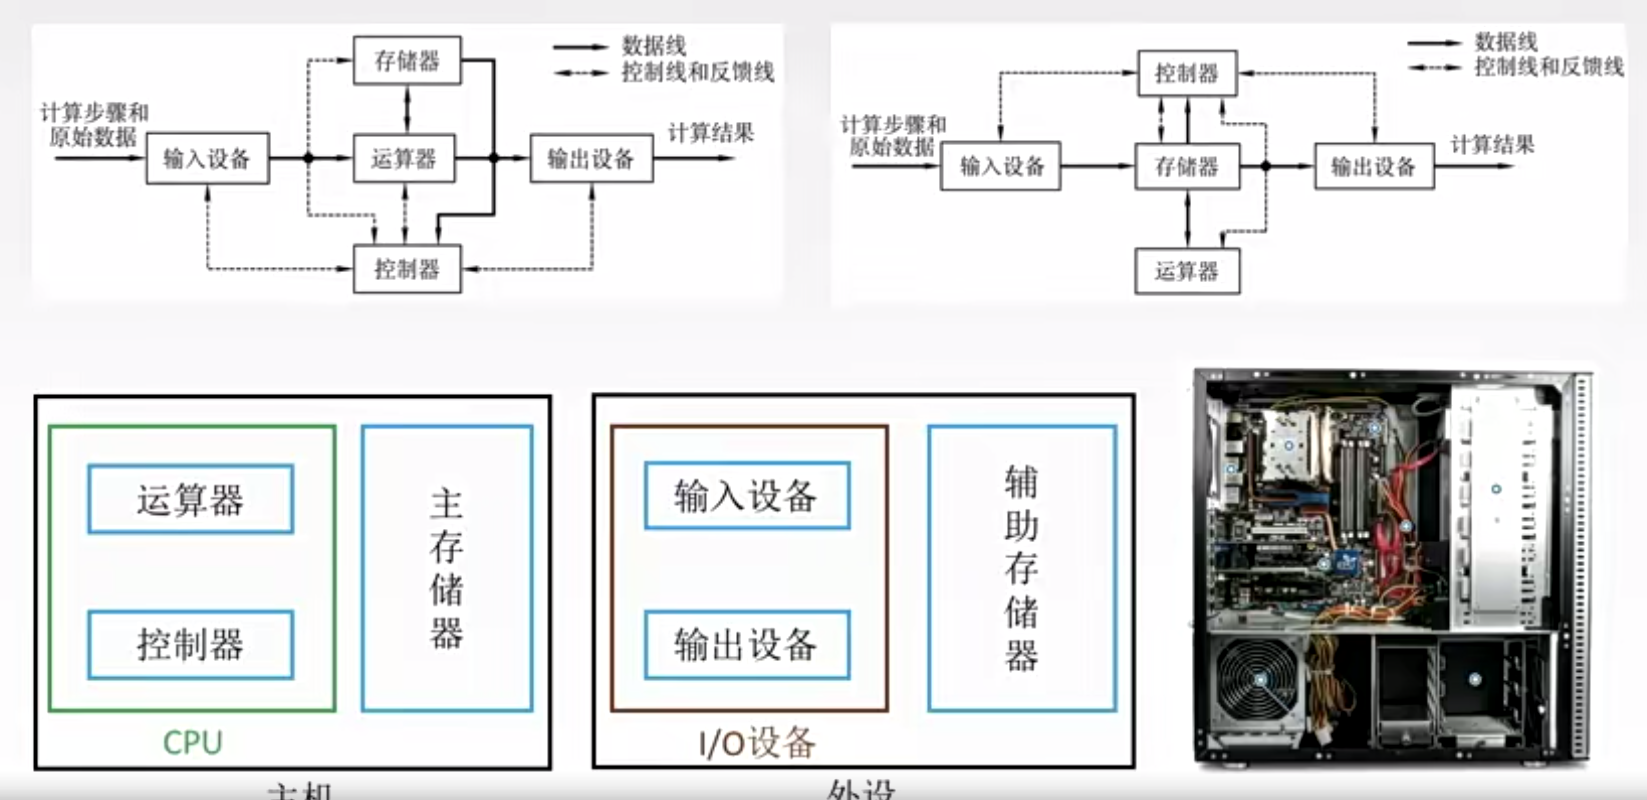 存储器
数据线
控制线和反馈线
计算步骤和
原始数据
输入设备
运算器
输出设备
计算结果
控制器
控制器
数据线
控制线和反馈线
计算步骤和
原始数据
输入设备
存储器
输出设备
计算结果
运算器
运算器
控制器
CPU
主存储器
主机
输入设备
输出设备
I/O设备
辅助存储器
外设